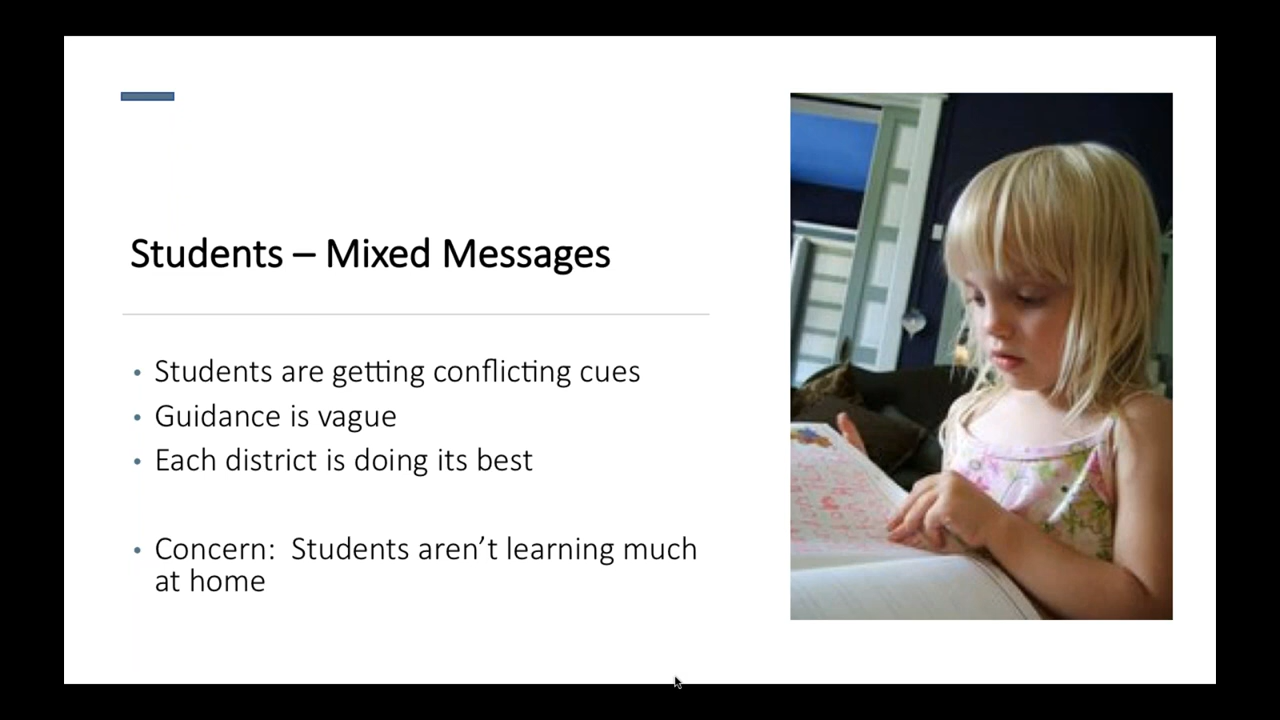 Students – Mixed Messages
• Students are getting conflicting cues
• Guidance is vague
• Each district is doing its best
• Concern:  Students aren’t learning much
at home